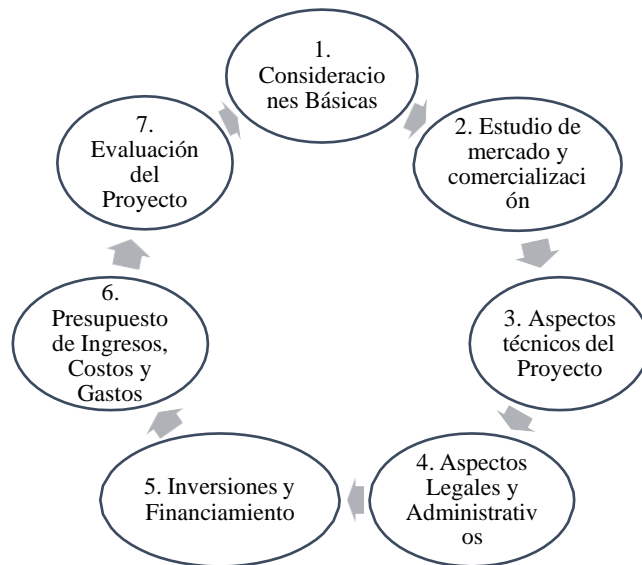 1.
Consideracio
nes Básicas
2. Estudio de
mercado y
comercializaci
ón
3. Aspectos
técnicos del
Proyecto
4. Aspectos
Legales y
Administrativ
os
5. Inversiones y
Financiamiento
6.
Presupuesto
de Ingresos,
Costos y
Gastos
7.
Evaluación
del
Proyecto